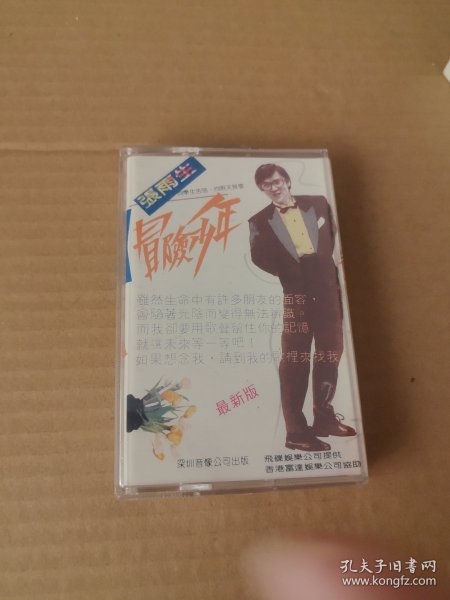 張雨生
冒險少年
雖然生命中有許多朋友的面容，
會隨著光陰而變得無法辨識。
而我卻要用歌聲留住你的記憶
就這未來等一等吧！
如果想念我，請到我的歌裡來找我
最新版
深圳音像公司出版
飛碟娛樂公司提供
香港富達娛樂公司協助
孔夫子旧书网
www.kongfz.com